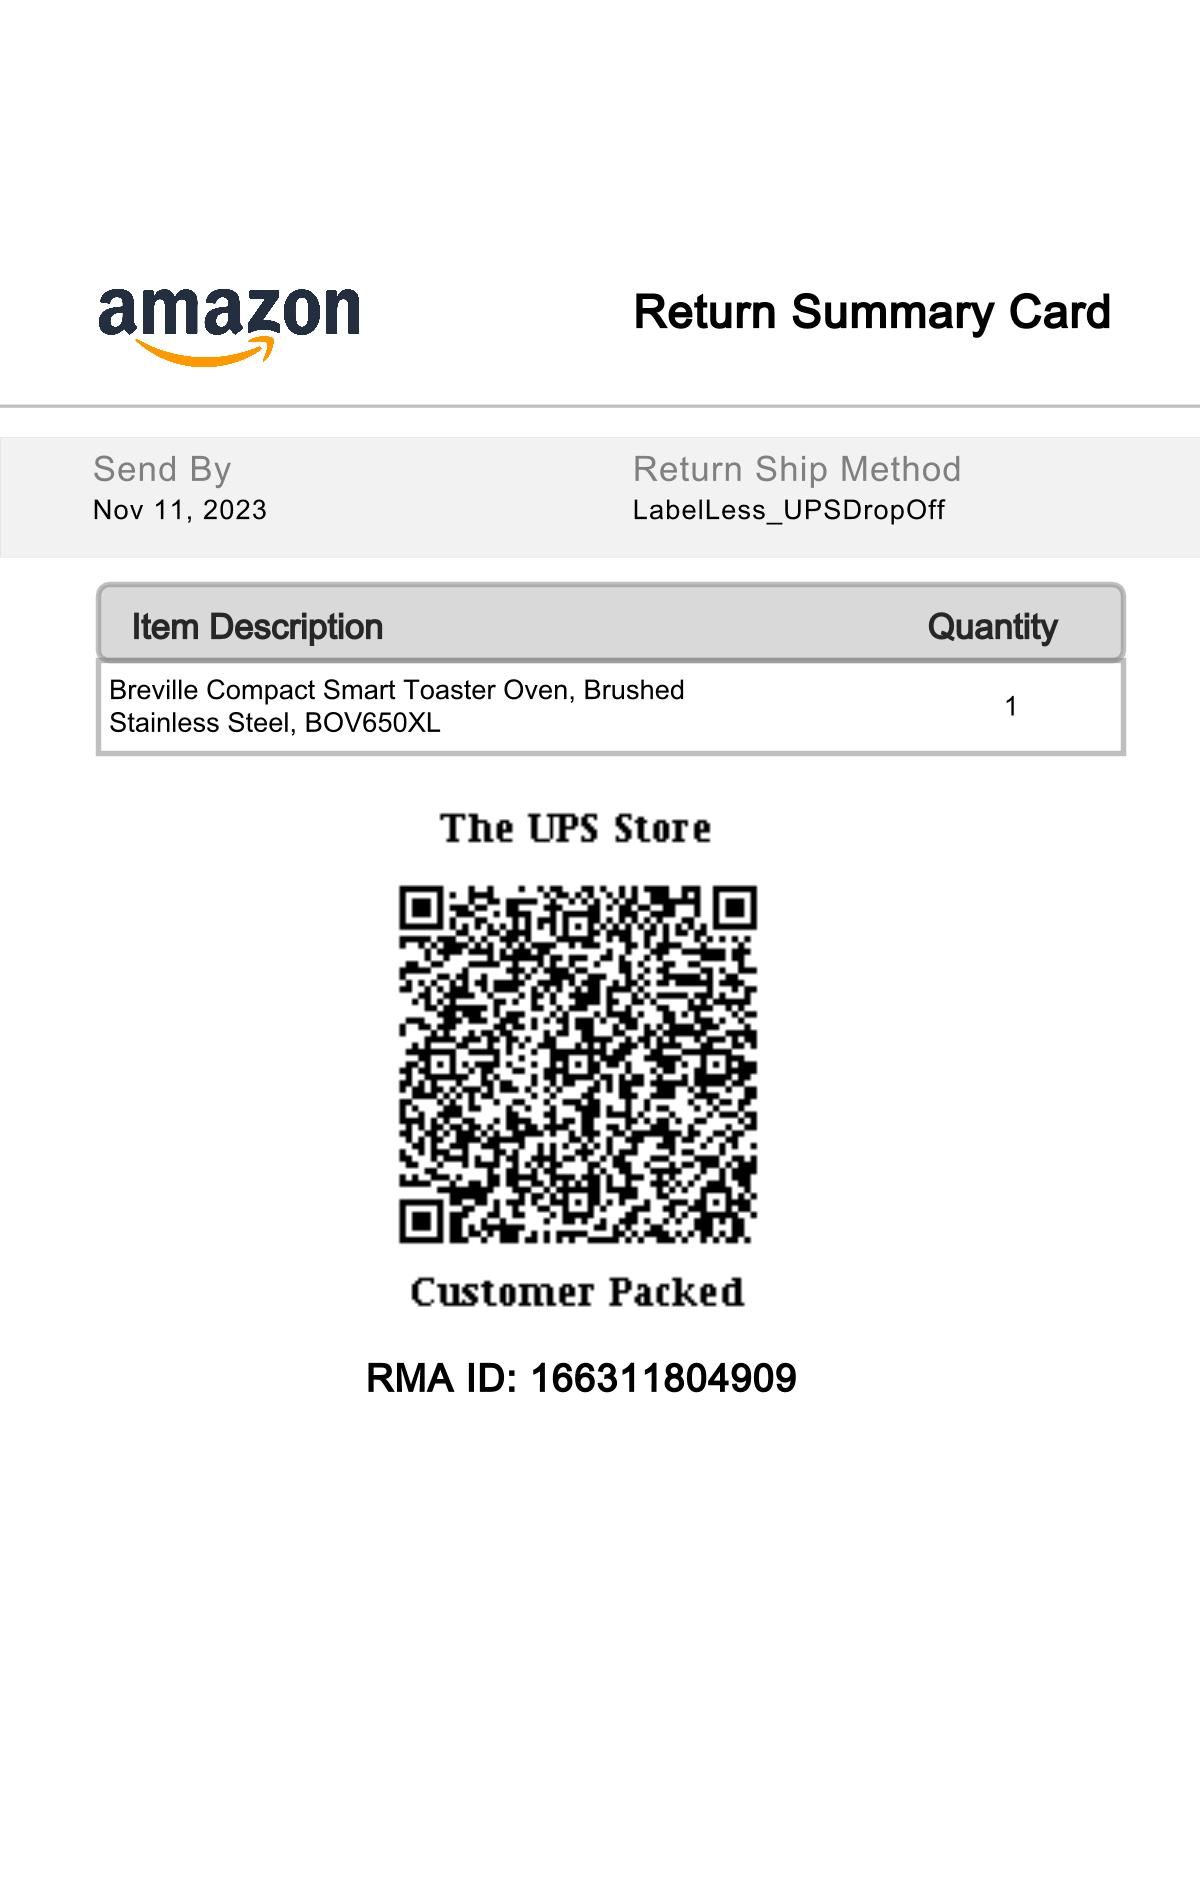 amazon
Return Summary Card
Send By
Return Ship Method
Nov 11, 2023
LabelLess_UPSDropOff
Item Description
Quantity
Breville Compact Smart Toaster Oven, Brushed
Stainless Steel, BOV650XL
1
The UPS Store
Customer Packed
RMA ID: 166311804909